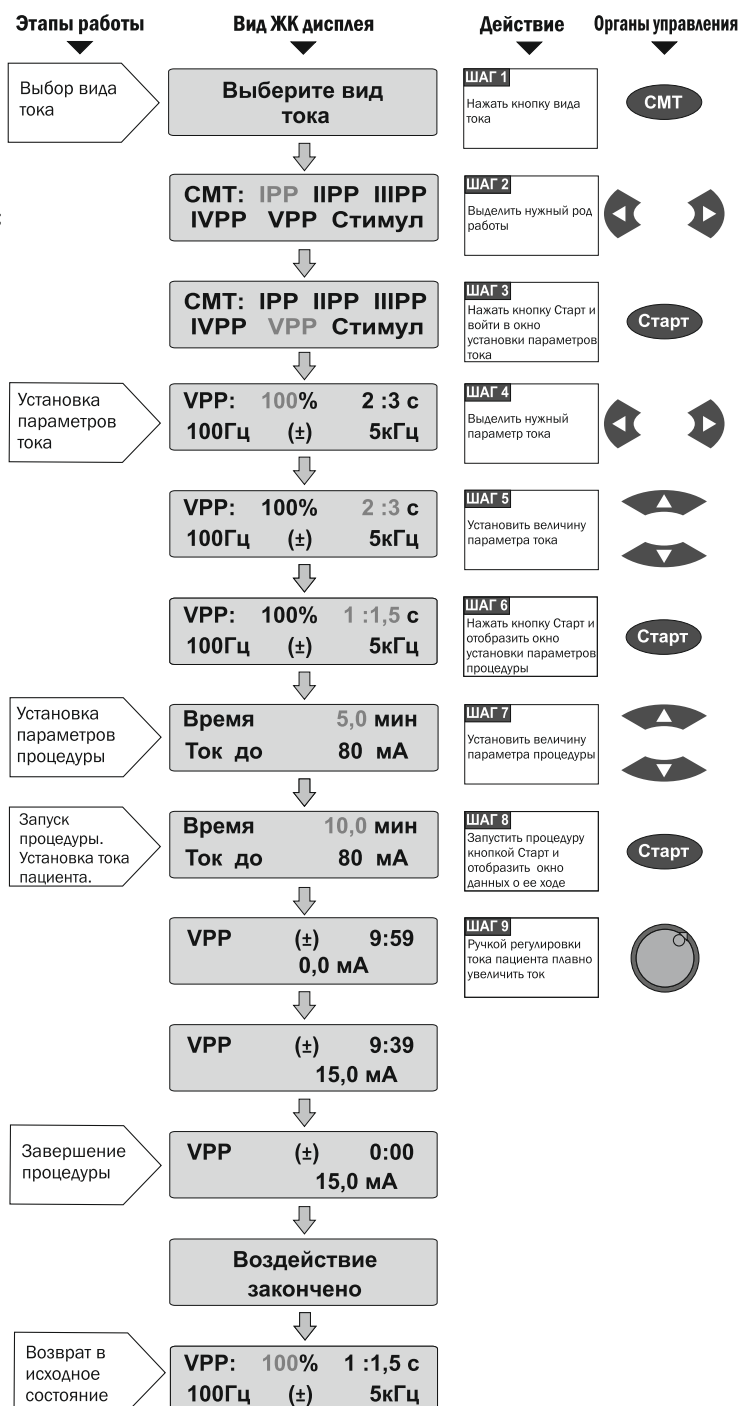 Этапы работы
Вид ЖК дисплея
Действие
Органы управления
Выбор вида
тока
Выберите вид
тока
ШАГ 1
Нажать кнопку вида
тока
СМТ
:
СМТ: IPP IIPP IIIPP
IVPP VPP Стимул
ШАГ 2
Выделить нужный род
работы
СМТ: IPP IIPP IIIPP
IVPP VPP Стимул
ШАГ 3
Нажать кнопку Старт и
войти в окно
установки параметров
тока
Старт
Установка
параметров
тока
VPP: 100% 2 :3 с
100Гц (±) 5кГц
ШАГ 4
Выделить нужный
параметр тока
VPP: 100% 2 :3 с
100Гц (±) 5кГц
ШАГ 5
Установить величину
параметра тока
VPP: 100% 1 :1,5 с
100Гц (±) 5кГц
ШАГ 6
Нажать кнопку Старт и
отобразить окно
установки параметров
процедуры
Старт
Установка
параметров
процедуры
Время 5,0 мин
Ток до 80 мА
ШАГ 7
Установить величину
параметра процедуры
Запуск
процедуры.
Установка тока
пациента.
Время 10,0 мин
Ток до 80 мА
ШАГ 8
Запустить процедуру
кнопкой Старт и
отобразить окно
данных о ее ходе
Старт
VPP (±) 9:59
0,0 мА
ШАГ 9
Ручкой регулировки
тока пациента плавно
увеличить ток
VPP (±) 9:39
15,0 мА
Завершение
процедуры
VPP (±) 0:00
15,0 мА
Воздействие
закончено
Возврат в
исходное
состояние
VPP: 100% 1 :1,5 с
100Гц (±) 5кГц